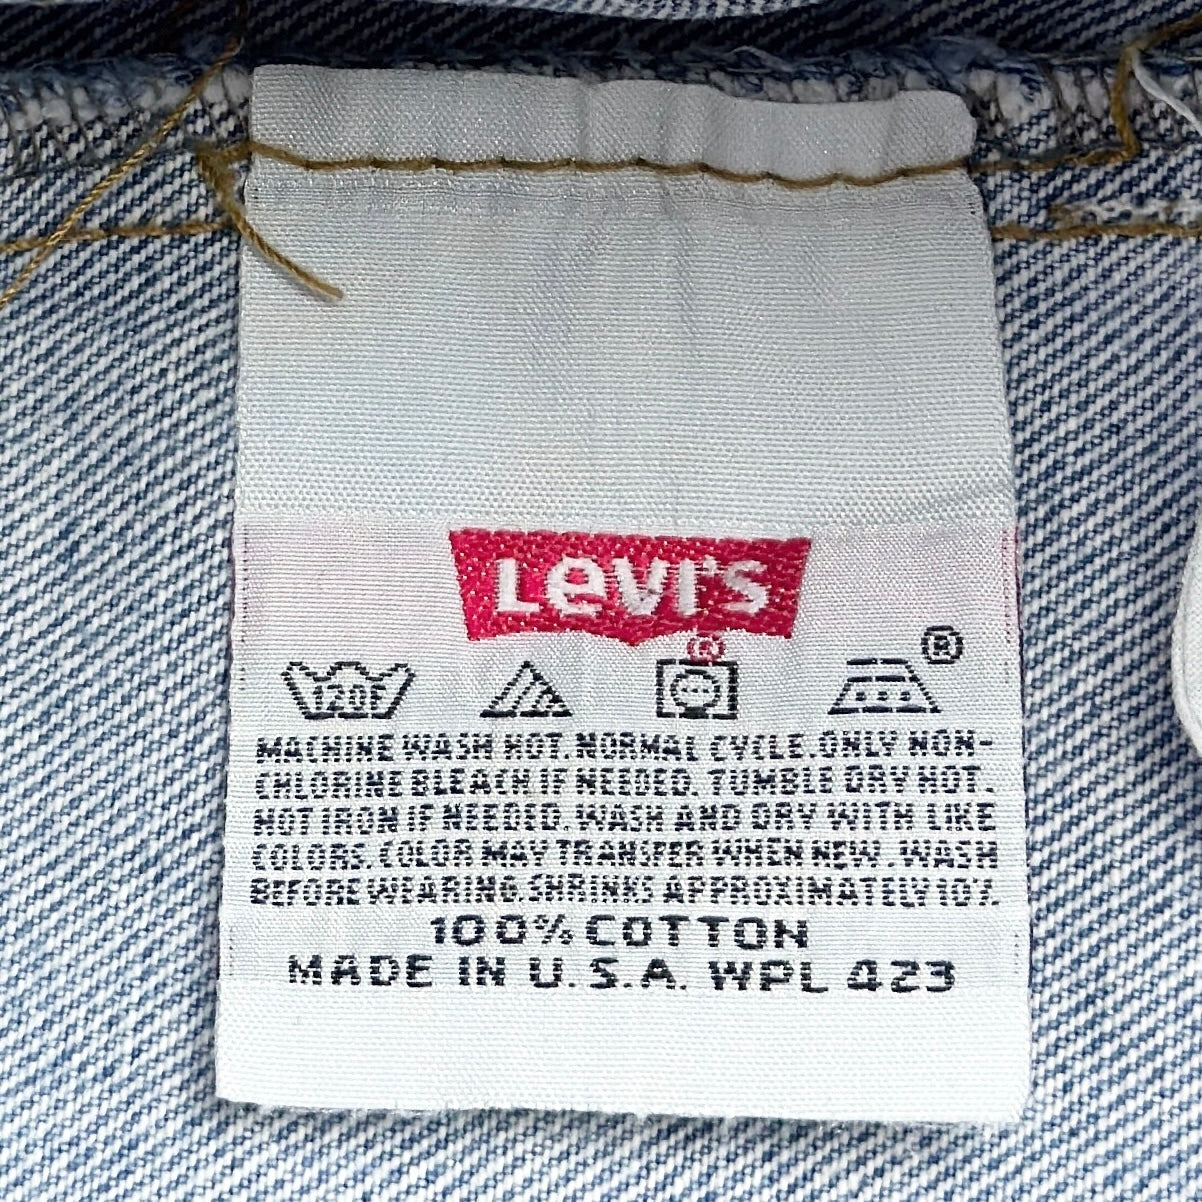 Levi's
®
®
120F
MACHINE WASH HOT. NORMAL CYCLE. ONLY NON-
CHLORINE BLEACH IF NEEDED. TUMBLE DRY HOT.
HOT IRON IF NEEDED. WASH AND DRY WITH LIKE
COLORS. COLOR MAY TRANSFER WHEN NEW. WASH
BEFORE WEARING. SHRINKS APPROXIMATELY 10%.
100% COTTON
MADE IN U.S.A. WPL 423